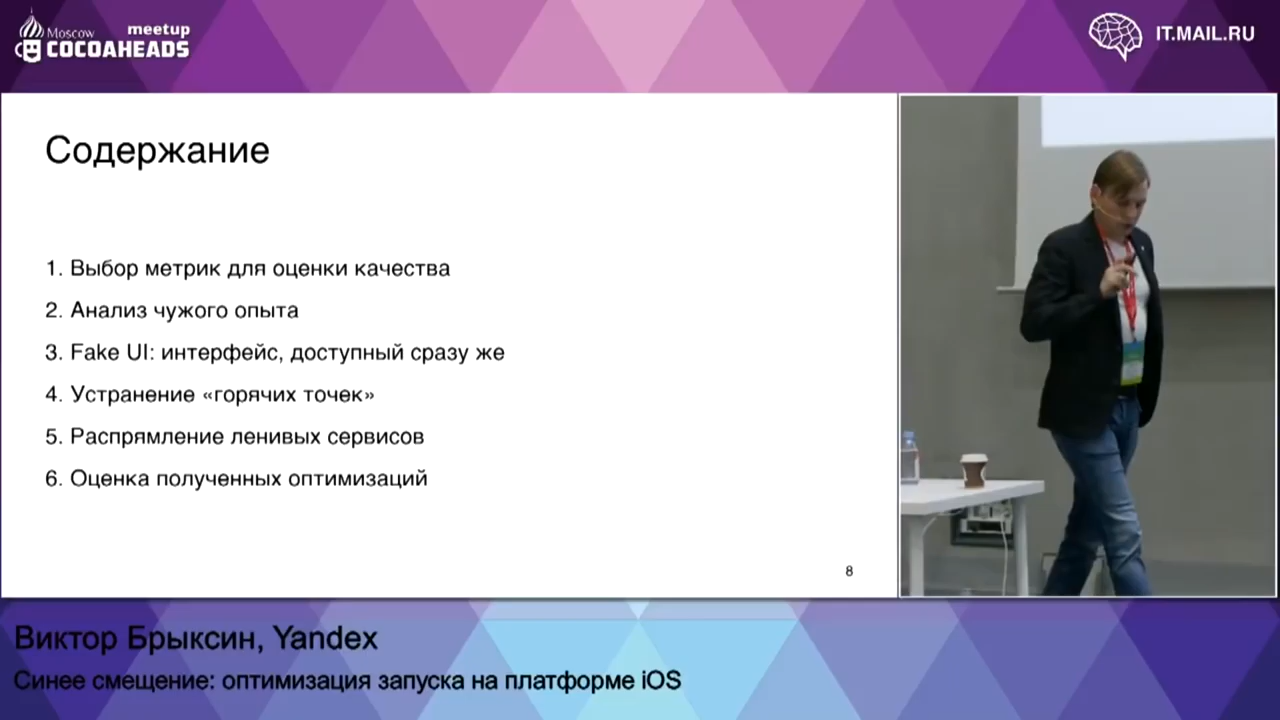 Moscow meetup
COCOAHEADS
IT.MAIL.RU
Содержание
1. Выбор метрик для оценки качества
2. Анализ чужого опыта
3. Fake UI: интерфейс, доступный сразу же
4. Устранение «горячих точек»
5. Распрямление ленивых сервисов
6. Оценка полученных оптимизаций
8
Виктор Брыксин, Yandex
Синее смещение: оптимизация запуска на платформе iOS